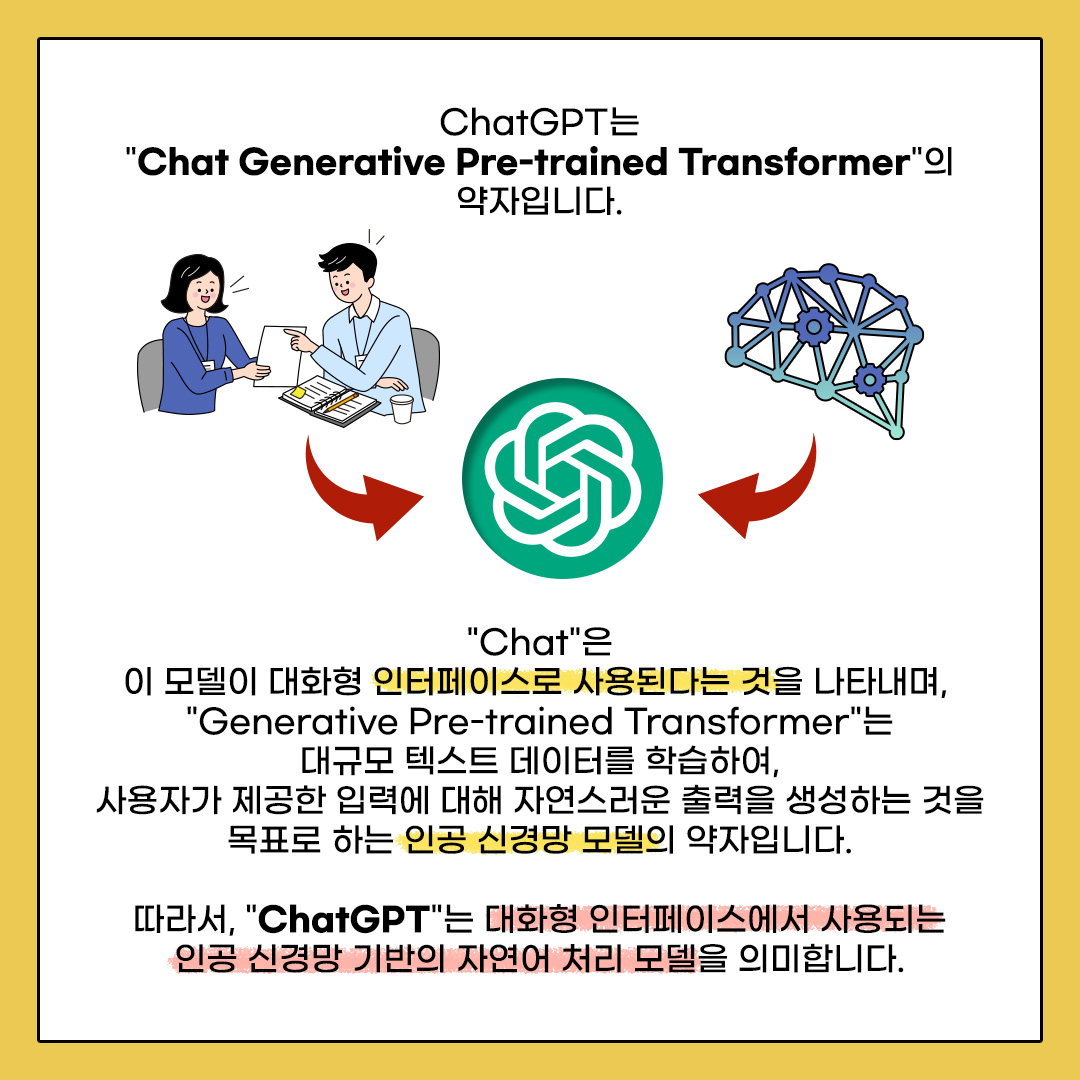 ChatGPT는
"Chat Generative Pre-trained Transformer"의
약자입니다.
"Chat"은
이 모델이 대화형 인터페이스로 사용된다는 것을 나타내며,
"Generative Pre-trained Transformer"는
대규모 텍스트 데이터를 학습하여,
사용자가 제공한 입력에 대해 자연스러운 출력을 생성하는 것을
목표로 하는 인공 신경망 모델의 약자입니다.
따라서, "ChatGPT"는 대화형 인터페이스에서 사용되는
인공 신경망 기반의 자연어 처리 모델을 의미합니다.